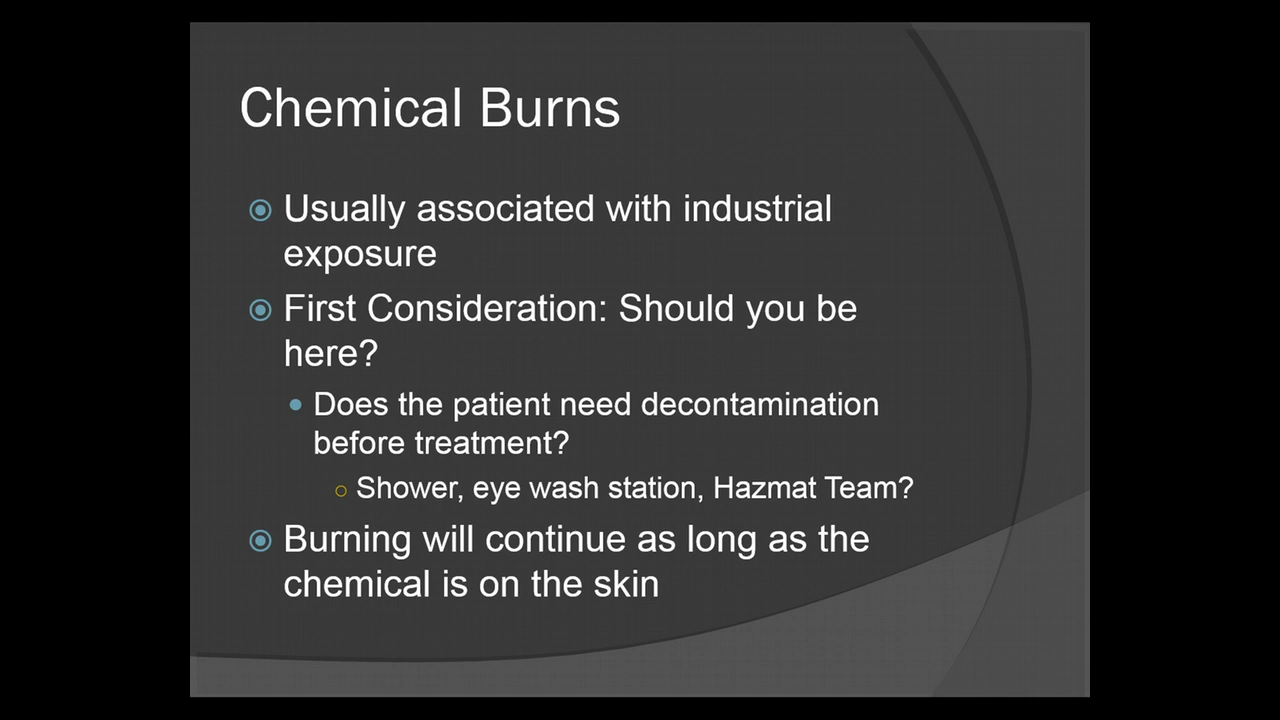 Chemical Burns
Usually associated with industrial
exposure
First Consideration: Should you be
here?
Does the patient need decontamination
before treatment?
Shower, eye wash station, Hazmat Team?
Burning will continue as long as the
chemical is on the skin